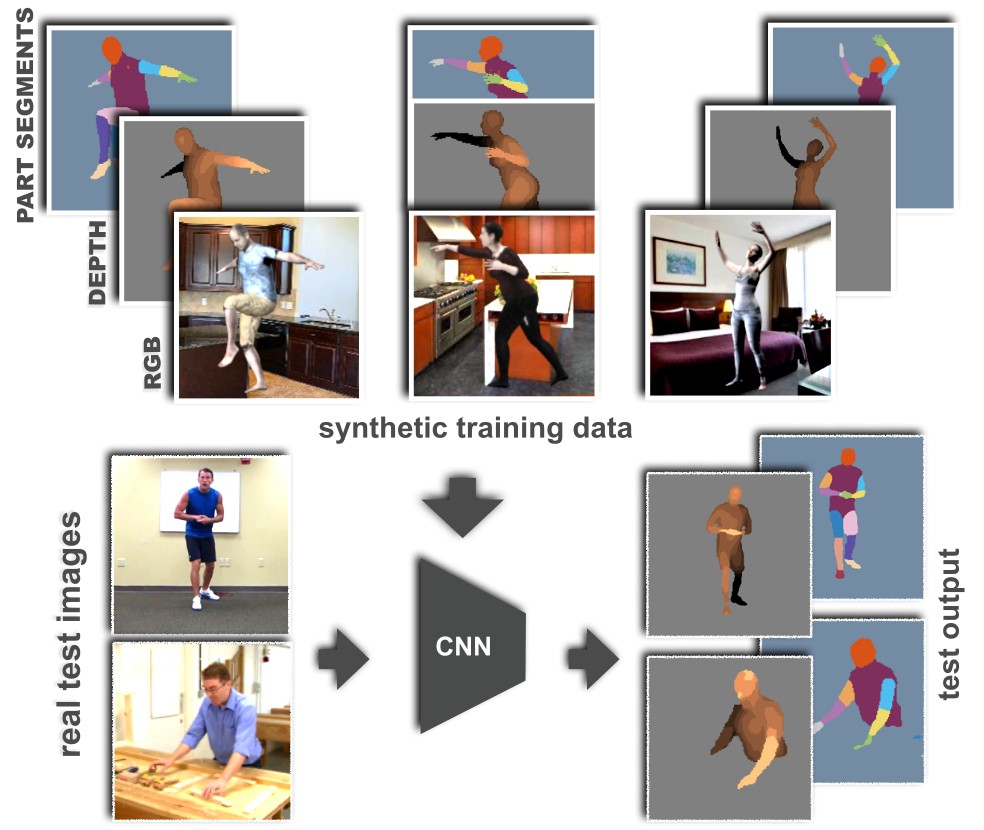 PART SEGMENTS
DEPTH
RGB
synthetic training data
real test images
CNN
test output